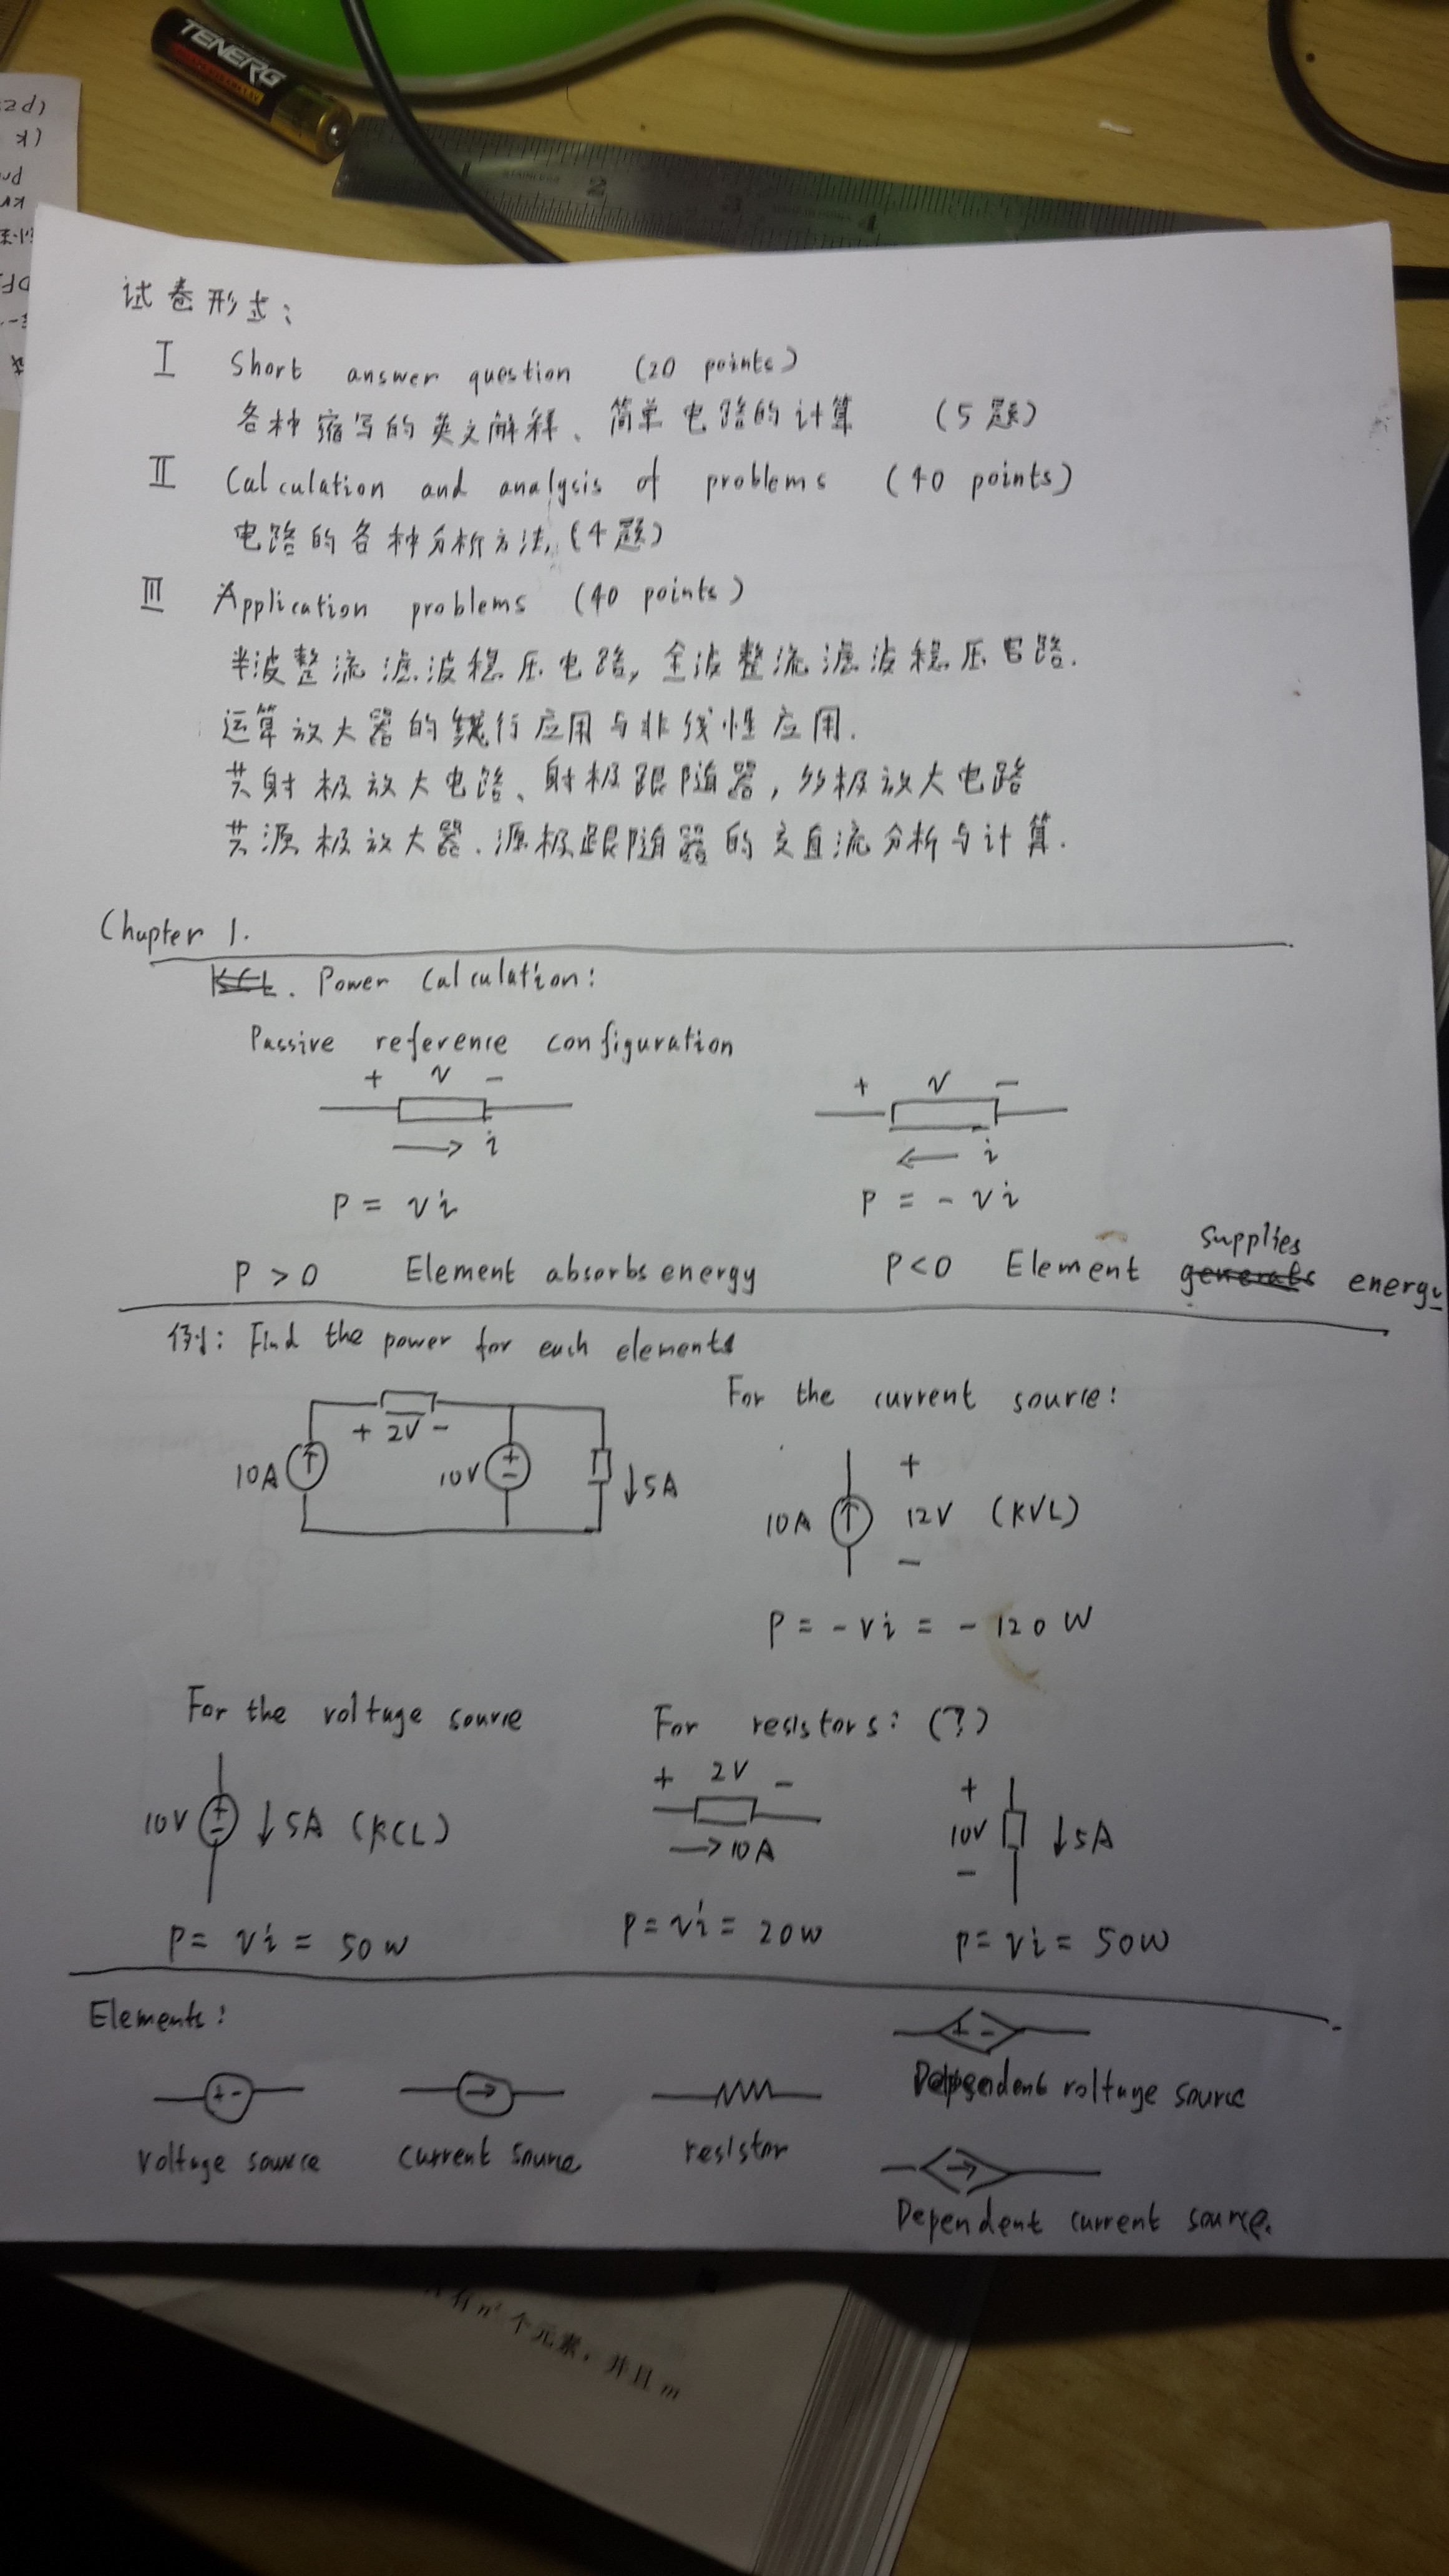 TENERG
1 2 3 4
试卷形式：
I Short answer question (20 points)
各种缩写的英文解释、简单电路的计算 (5题)
II Calculation and analysis of problems (40 points)
电路的各种分析方法, (4题)
III Application problems (40 points)
半波整流滤波稳压电路, 全波整流滤波稳压电路.
运算放大器的线行应用与非线性应用.
共射极放大电路、射极跟随器, 多极放大电路
共源极放大器.源极跟随器的交直流分析与计算.
Chapter 1.
KCL. Power Calculation:
Passive reference configuration
+ v - + v -
i i
P = vi P = - vi
supplies
P > 0 Element absorbs energy P<0 Element generats energy
例: Find the power for each elements
For the current source:
+ 2V -
10A 10V + - 5A
+
10A 12V (KVL)
-
P = - vi = - 120 W
For the voltage source For resistors: (?)
+ 2V - +
10V + - 5A (KCL) 10A 10V 5A
-
P= vi = 50w P=vi = 20w P=vi= 50w
Elements:
+ -
Dependent voltage source
+ -
voltage source current source resistor
Dependent current source.
有n² 个元素，并且 m